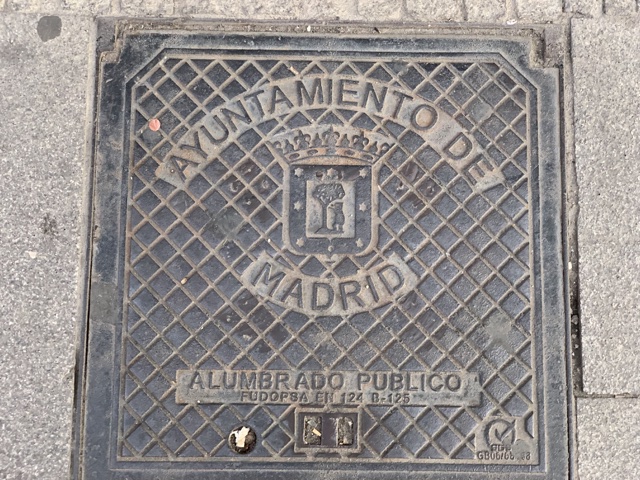 AYUNTAMIENTO DE
MADRID
ALUMBRADO PUBLICO
FUDOPSA EN 124 B-125